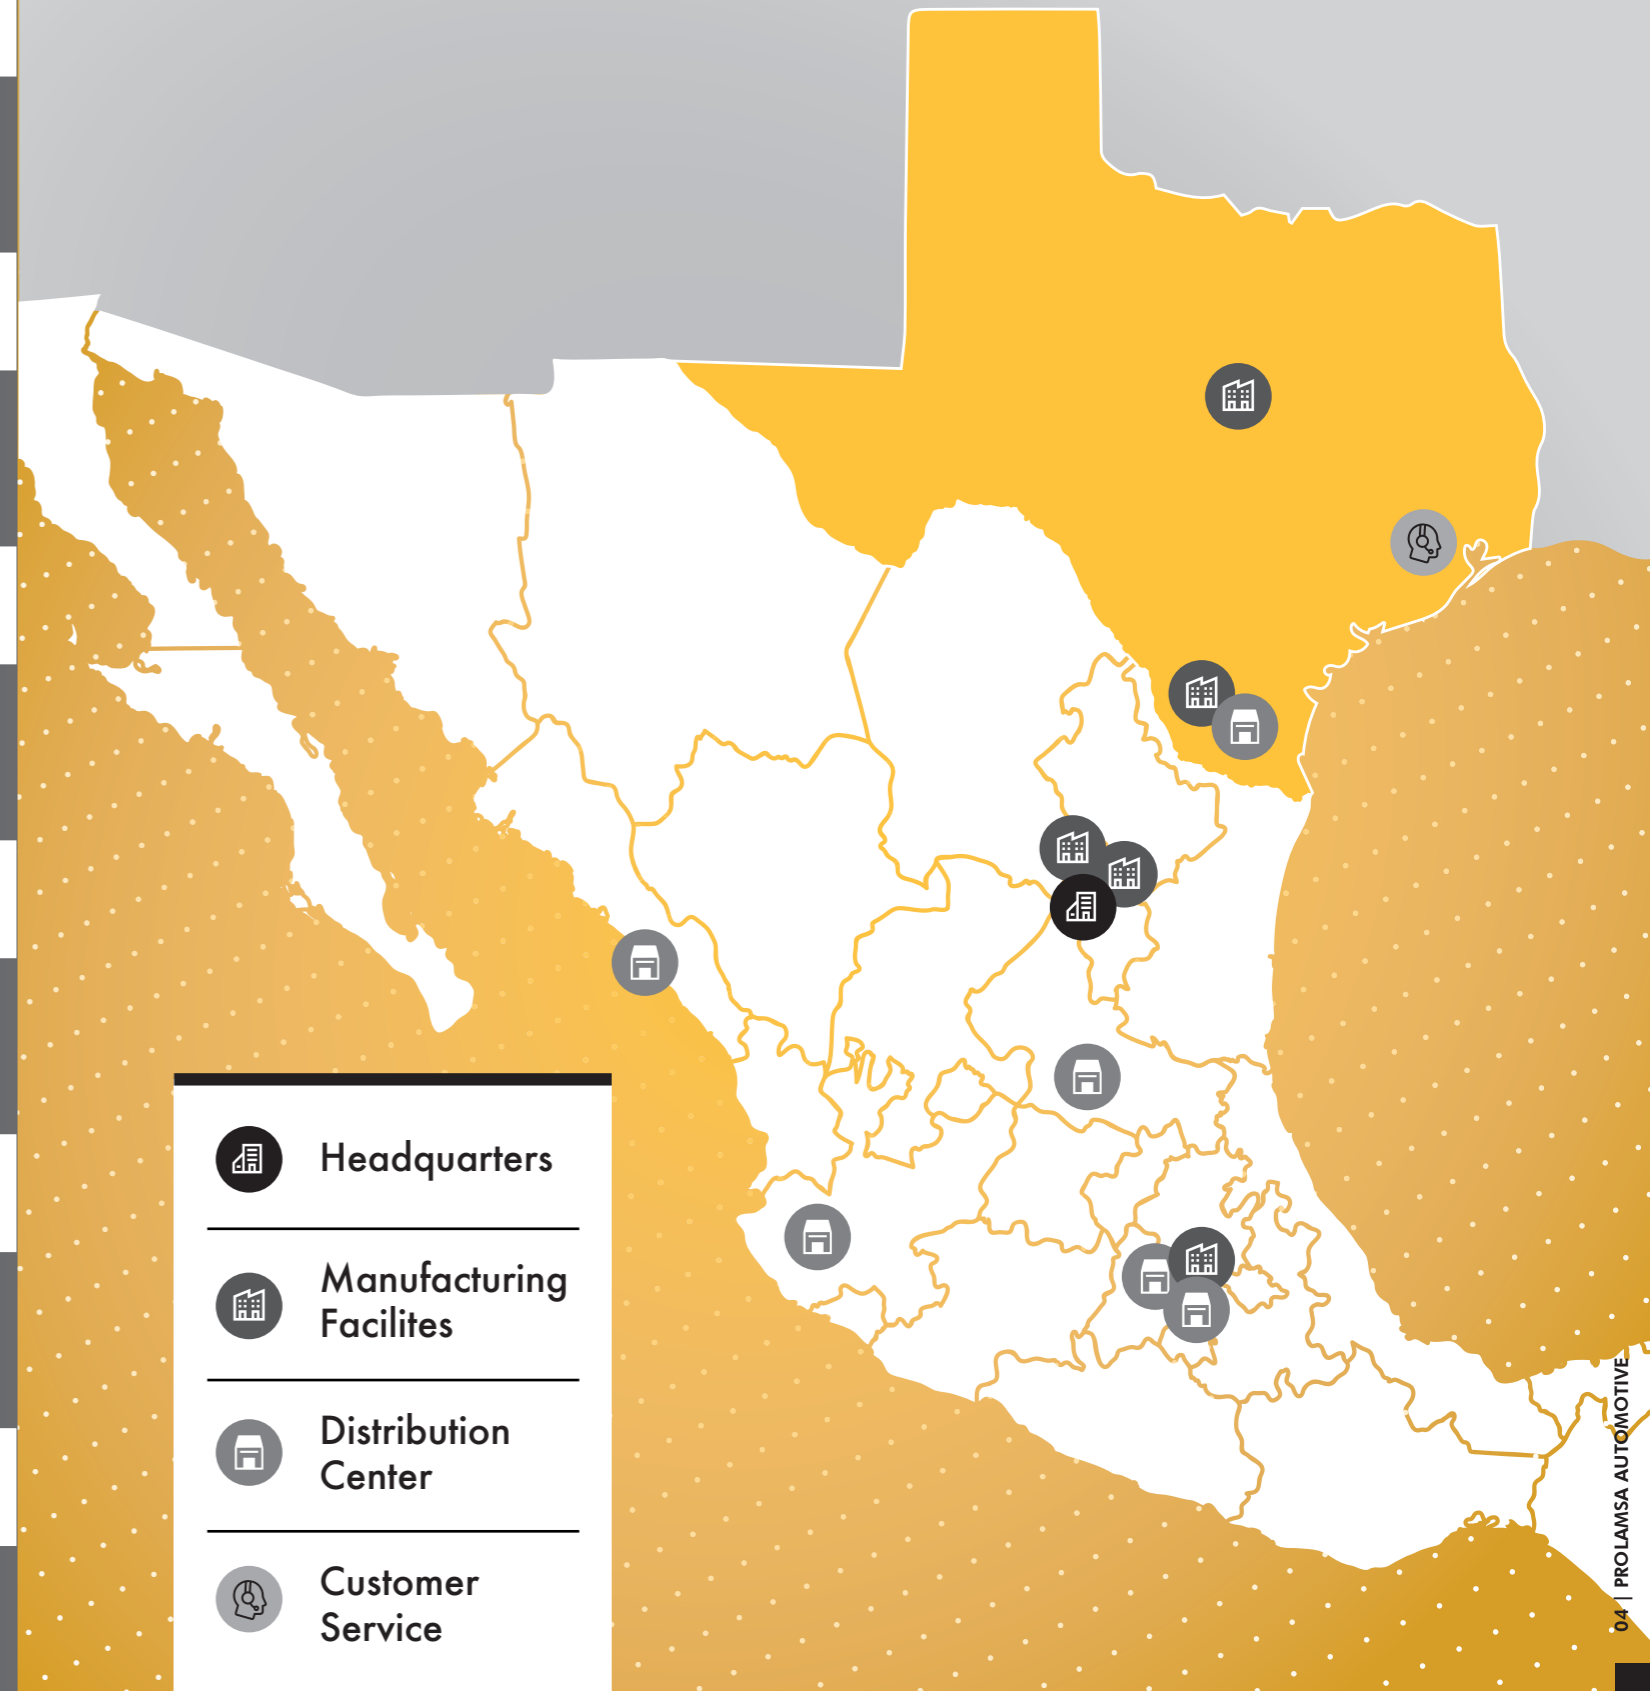 Headquarters
Manufacturing
Facilites
Distribution
Center
Customer
Service
04 | PROLAMSA AUTOMOTIVE